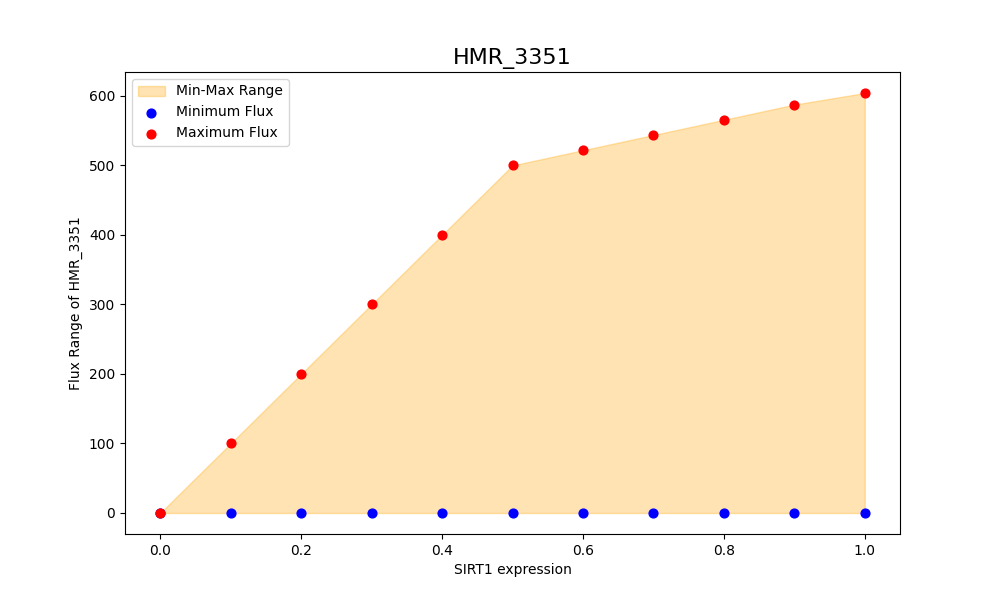 HMR_3351
Min-Max Range
Minimum Flux
Maximum Flux
Flux Range of HMR_3351
600
500
400
300
200
100
0
0.0 0.2 0.4 0.6 0.8 1.0
SIRT1 expression